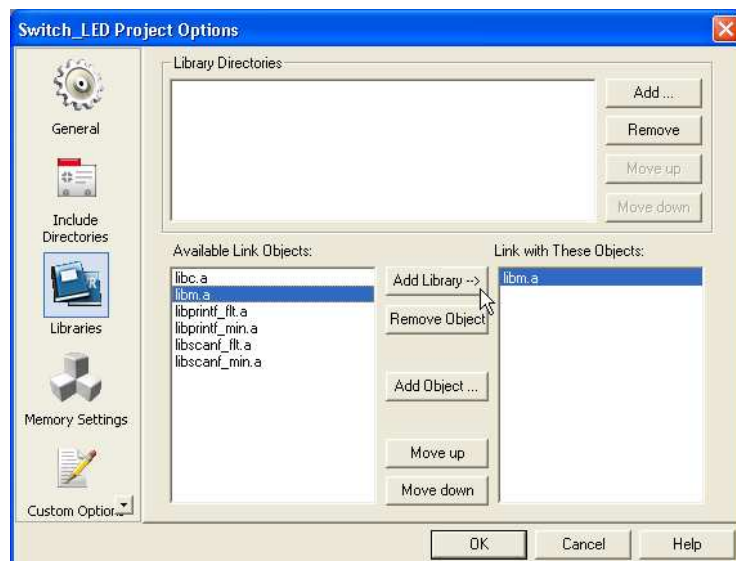 Switch_LED Project Options
General
Include
Directories
Libraries
Memory Settings
Custom Option
Library Directories
Add ...
Remove
Move up
Move down
Available Link Objects:
libc.a
libm.a
libprintf_flt.a
libprintf_min.a
libscanf_flt.a
libscanf_min.a
Add Library -->
Remove Object
Add Object ...
Move up
Move down
Link with These Objects:
libm.a
OK
Cancel
Help